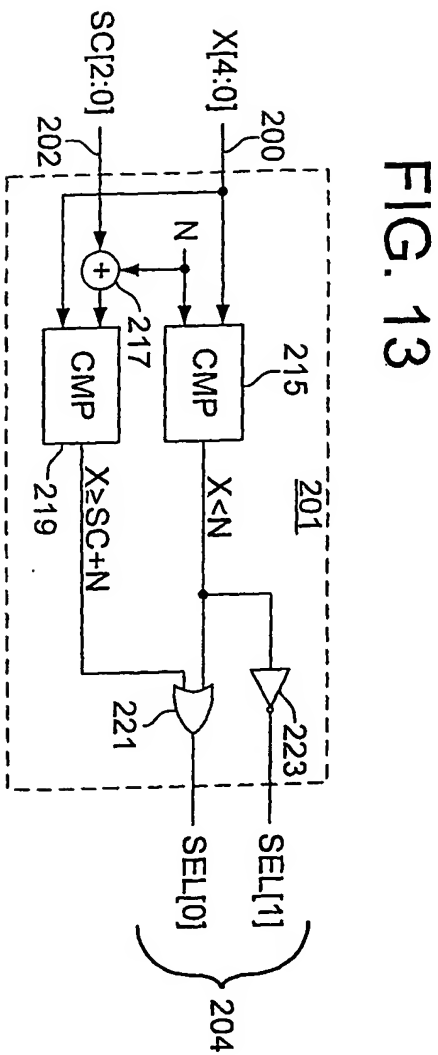 FIG. 13
201
X[4:0]
200
SC[2:0]
202
N
CMP
215
+
217
CMP
219
X<N
X≥SC+N
223
221
SEL[1]
SEL[0]
204